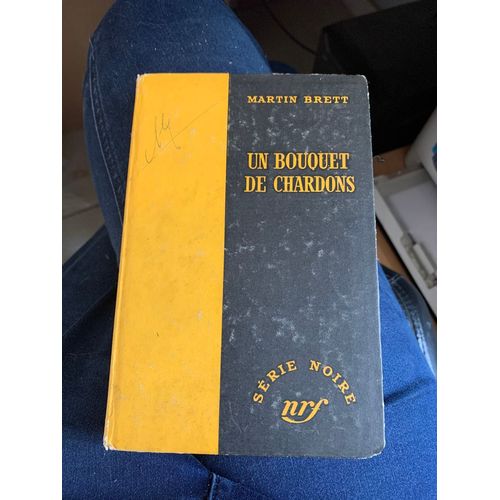 MARTIN BRETT
UN BOUQUET
DE CHARDONS
SÉRIE NOIRE
nrf